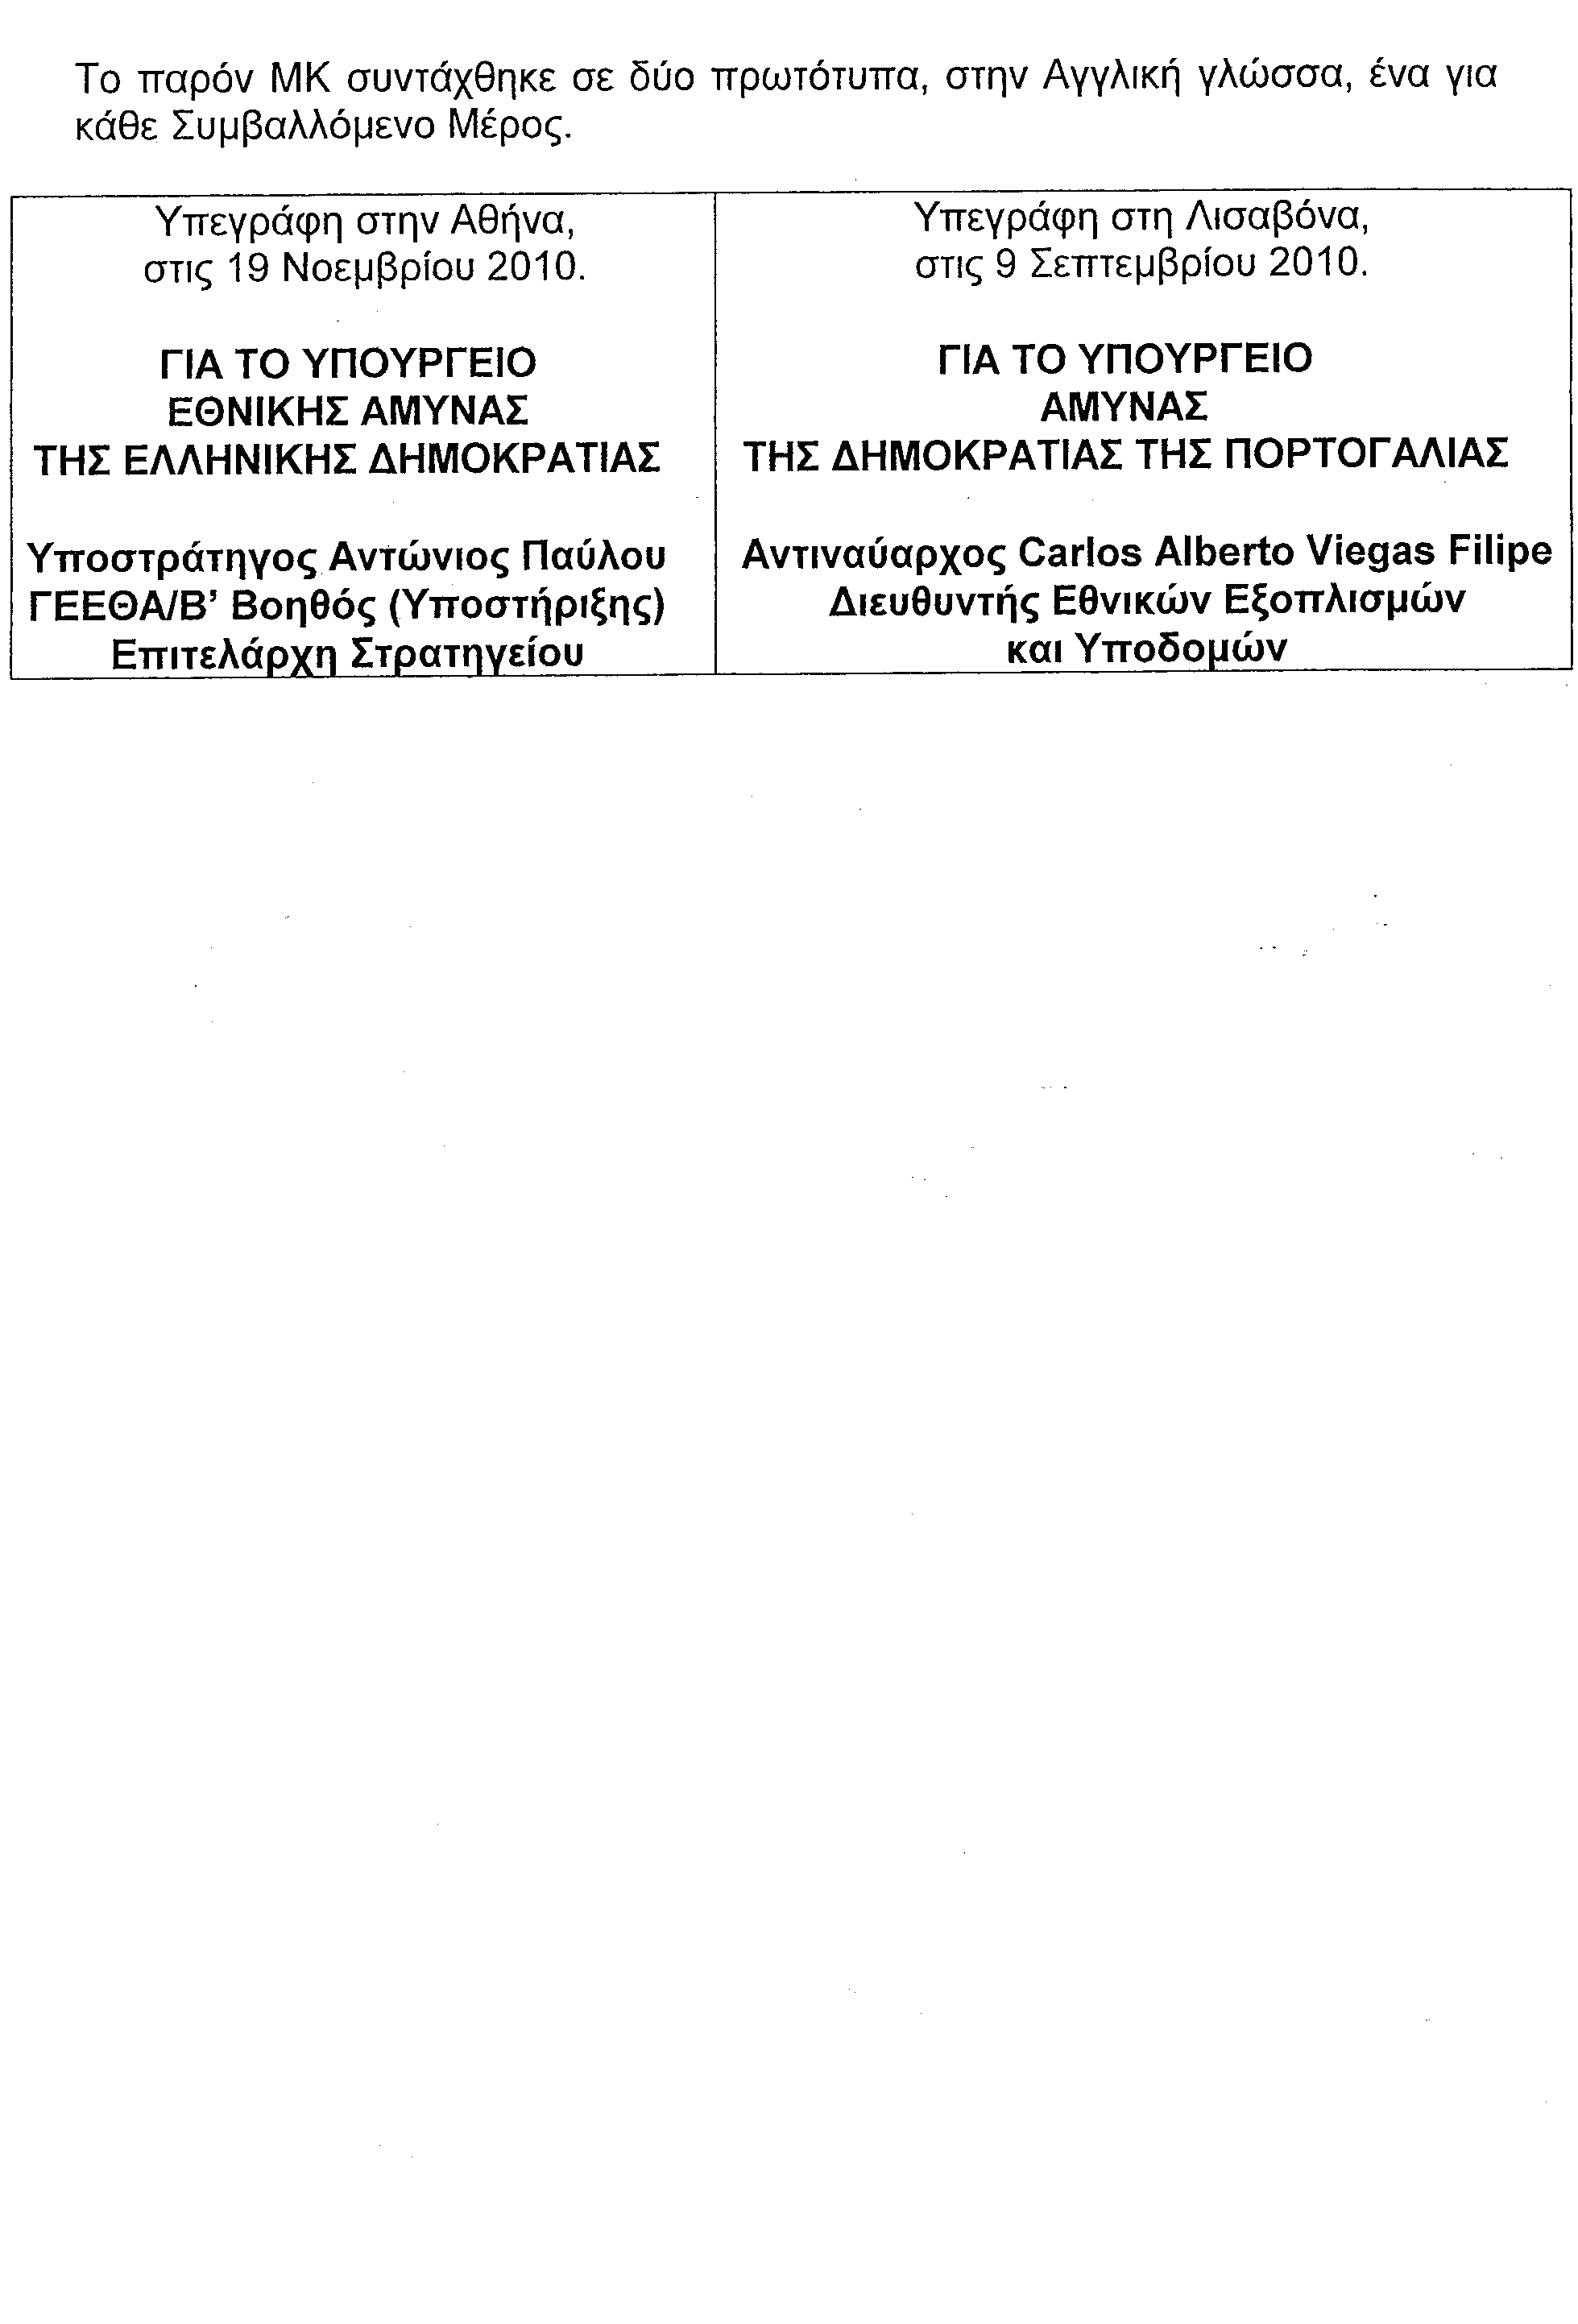 Το παρόν ΜΚ συντάχθηκε σε δύο πρωτότυπα, στην Αγγλική γλώσσα, ένα για
κάθε Συμβαλλόμενο Μέρος.
Υπεγράφη στην Αθήνα,
στις 19 Νοεμβρίου 2010.
ΓΙΑ ΤΟ ΥΠΟΥΡΓΕΙΟ
ΕΘΝΙΚΗΣ ΑΜΥΝΑΣ
ΤΗΣ ΕΛΛΗΝΙΚΗΣ ΔΗΜΟΚΡΑΤΙΑΣ
Υποστράτηγος Αντώνιος Παύλου
ΓΕΕΘΑ/Β’ Βοηθός (Υποστήριξης)
Επιτελάρχη Στρατηγείου
Υπεγράφη στη Λισαβόνα,
στις 9 Σεπτεμβρίου 2010.
ΓΙΑ ΤΟ ΥΠΟΥΡΓΕΙΟ
ΑΜΥΝΑΣ
ΤΗΣ ΔΗΜΟΚΡΑΤΙΑΣ ΤΗΣ ΠΟΡΤΟΓΑΛΙΑΣ
Αντιναύαρχος Carlos Alberto Viegas Filipe
Διευθυντής Εθνικών Εξοπλισμών
και Υποδομών